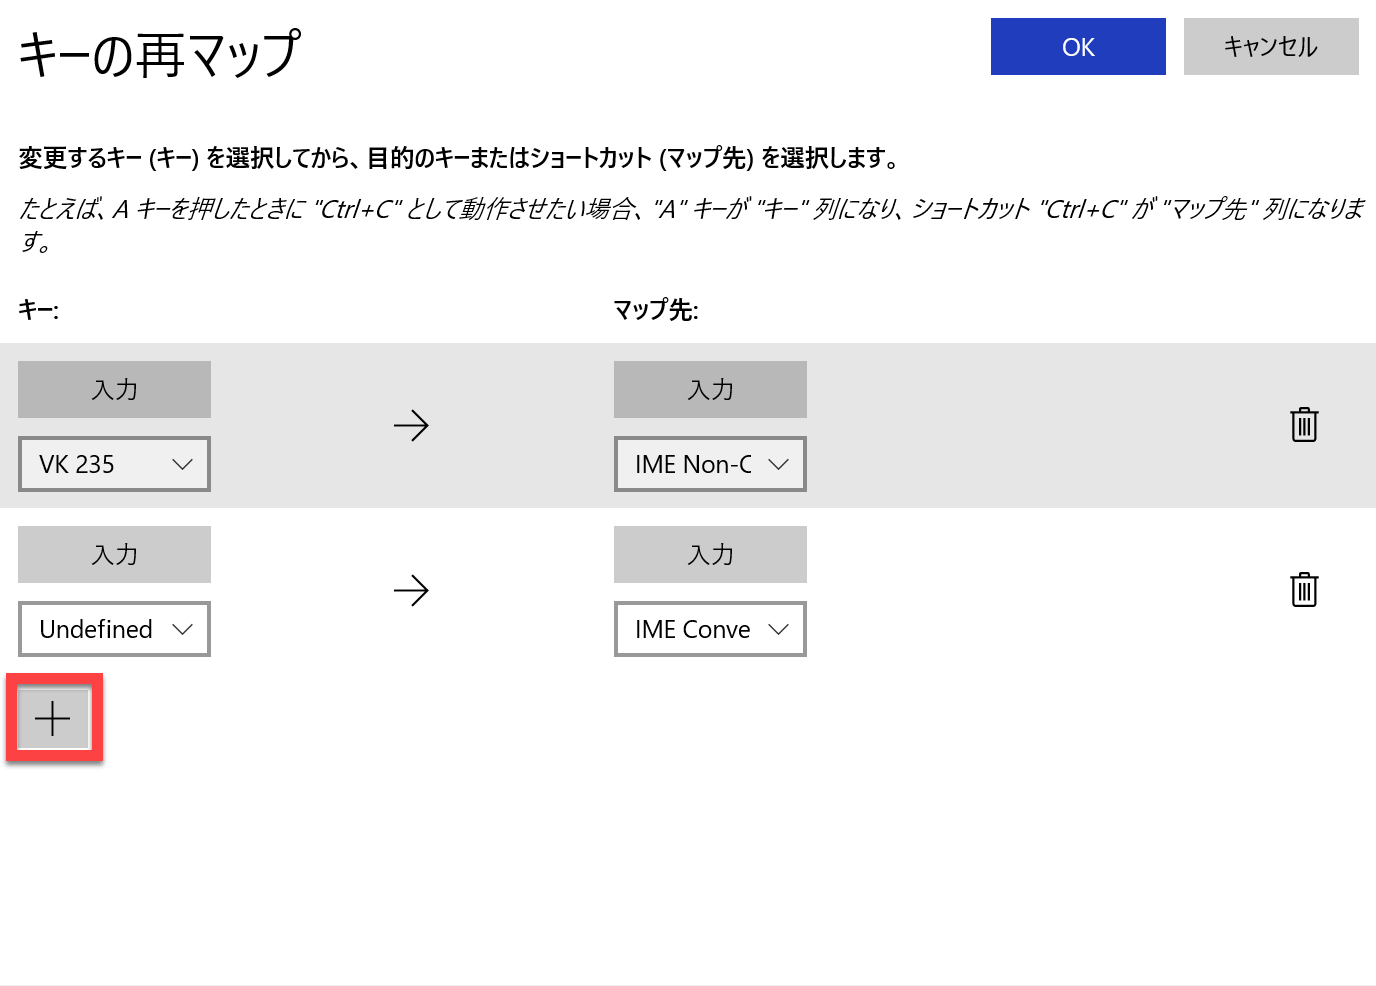 キーの再マップ
OK
キャンセル
変更するキー (キー) を選択してから、目的のキーまたはショートカット (マップ先) を選択します。
たとえば、A キーを押したときに "Ctrl+C" として動作させたい場合、"A" キーが "キー" 列になり、ショートカット "Ctrl+C" が "マップ先" 列になりま
す。
キー:
マップ先:
入力
入力
VK 235
IME Non-C
入力
入力
Undefined
IME Conve